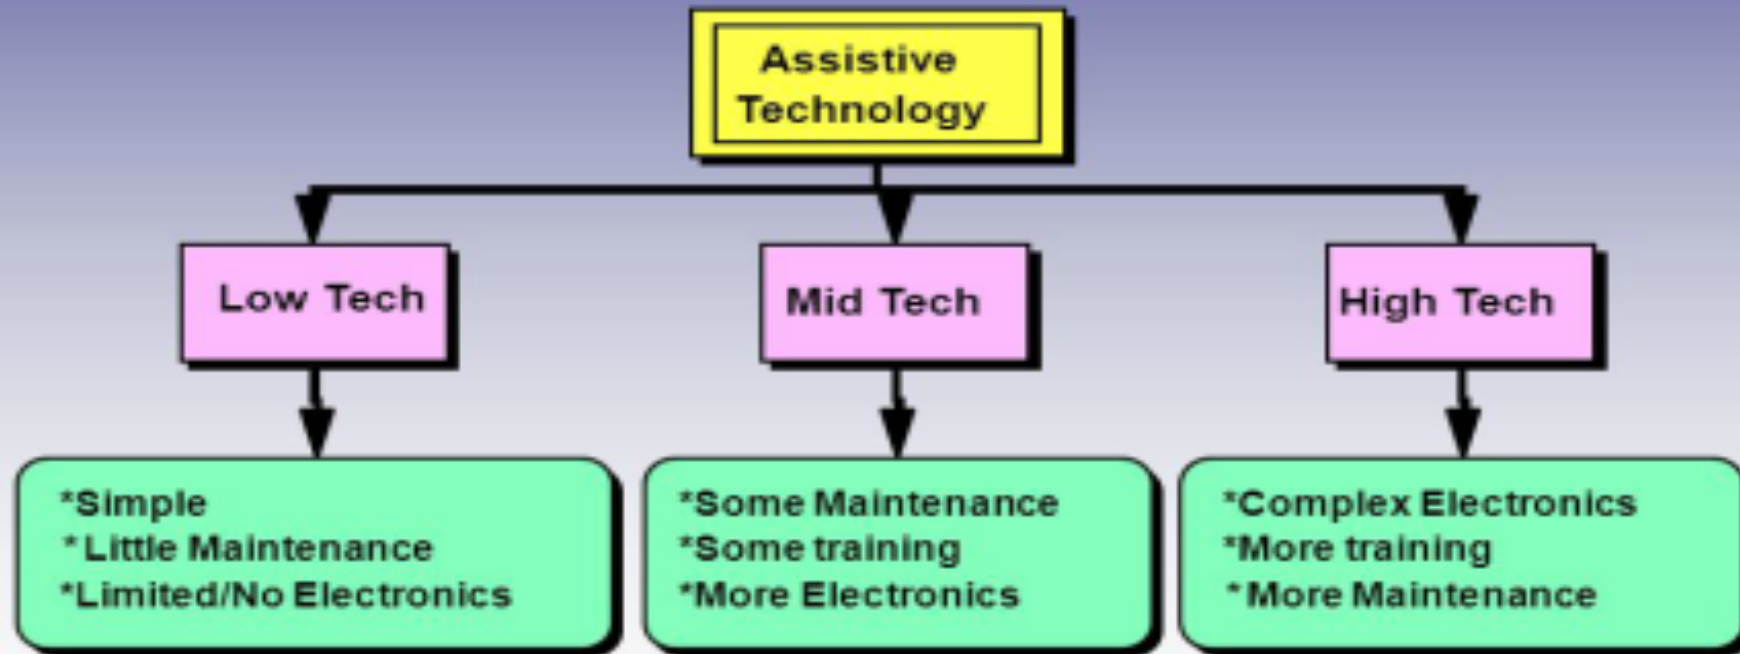 Assistive
Technology
Low Tech
Mid Tech
High Tech
*Simple
*Little Maintenance
*Limited/No Electronics
*Some Maintenance
*Some training
*More Electronics
*Complex Electronics
*More training
*More Maintenance